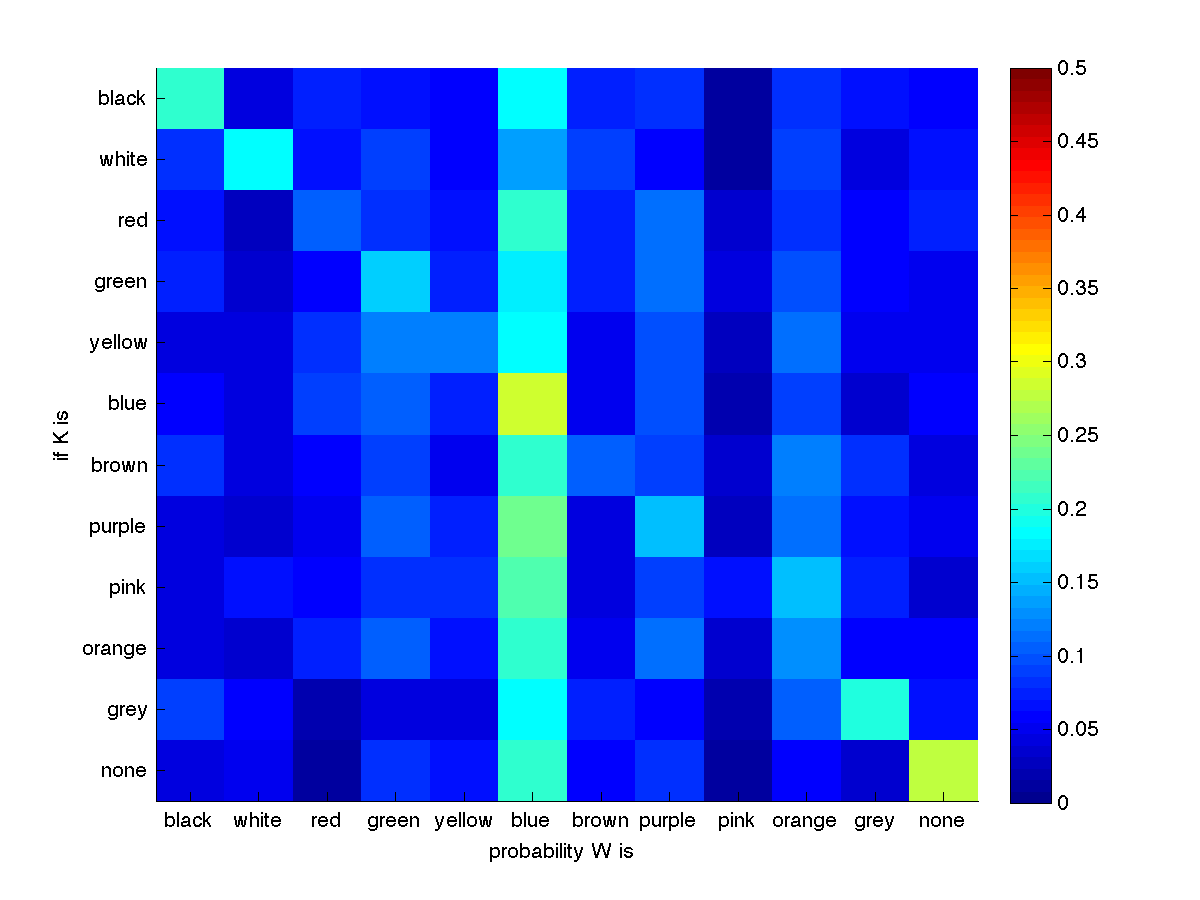 black
white
red
green
yellow
blue
brown
purple
pink
orange
grey
none
if K is
black white red green yellow blue brown purple pink orange grey none
probability W is
0.5
0.45
0.4
0.35
0.3
0.25
0.2
0.15
0.1
0.05
0